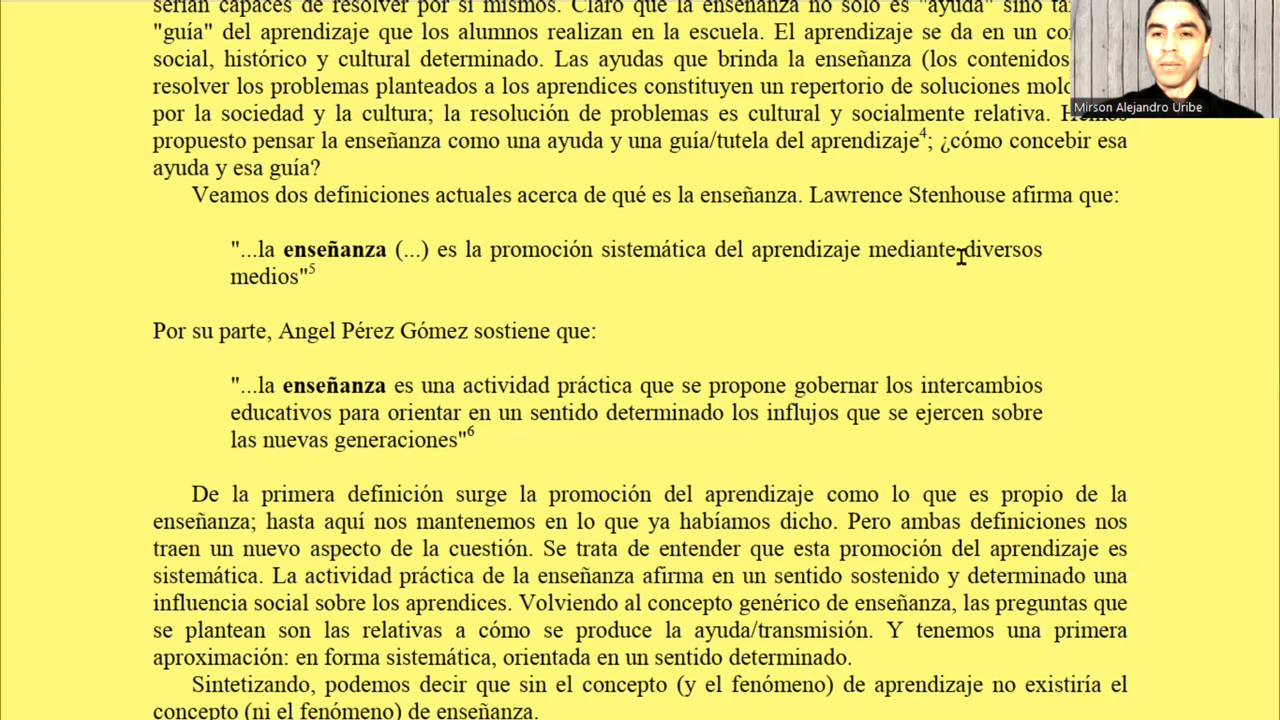 serían capaces de resolver por sí mismos. Claro que la enseñanza no sólo es "ayuda" sino
"guía" del aprendizaje que los alumnos realizan en la escuela. El aprendizaje se da en un
social, histórico y cultural determinado. Las ayudas que brinda la enseñanza (los contenidos
resolver los problemas planteados a los aprendices constituyen un repertorio de soluciones
Mirson Alejandro Uribe
por la sociedad y la cultura; la resolución de problemas es cultural y socialmente relativa. Hemos
propuesto pensar la enseñanza como una ayuda y una guía/tutela del aprendizaje⁴; ¿cómo concebir esa
ayuda y esa guía?
Veamos dos definiciones actuales acerca de qué es la enseñanza. Lawrence Stenhouse afirma que:
"...la enseñanza (...) es la promoción sistemática del aprendizaje mediante diversos
medios"⁵
Por su parte, Angel Pérez Gómez sostiene que:
"...la enseñanza es una actividad práctica que se propone gobernar los intercambios
educativos para orientar en un sentido determinado los influjos que se ejercen sobre
las nuevas generaciones"⁶
De la primera definición surge la promoción del aprendizaje como lo que es propio de la
enseñanza; hasta aquí nos mantenemos en lo que ya habíamos dicho. Pero ambas definiciones nos
traen un nuevo aspecto de la cuestión. Se trata de entender que esta promoción del aprendizaje es
sistemática. La actividad práctica de la enseñanza afirma en un sentido sostenido y determinado una
influencia social sobre los aprendices. Volviendo al concepto genérico de enseñanza, las preguntas que
se plantean son las relativas a cómo se produce la ayuda/transmisión. Y tenemos una primera
aproximación: en forma sistemática, orientada en un sentido determinado.
Sintetizando, podemos decir que sin el concepto (y el fenómeno) de aprendizaje no existiría el
concepto (ni el fenómeno) de enseñanza.